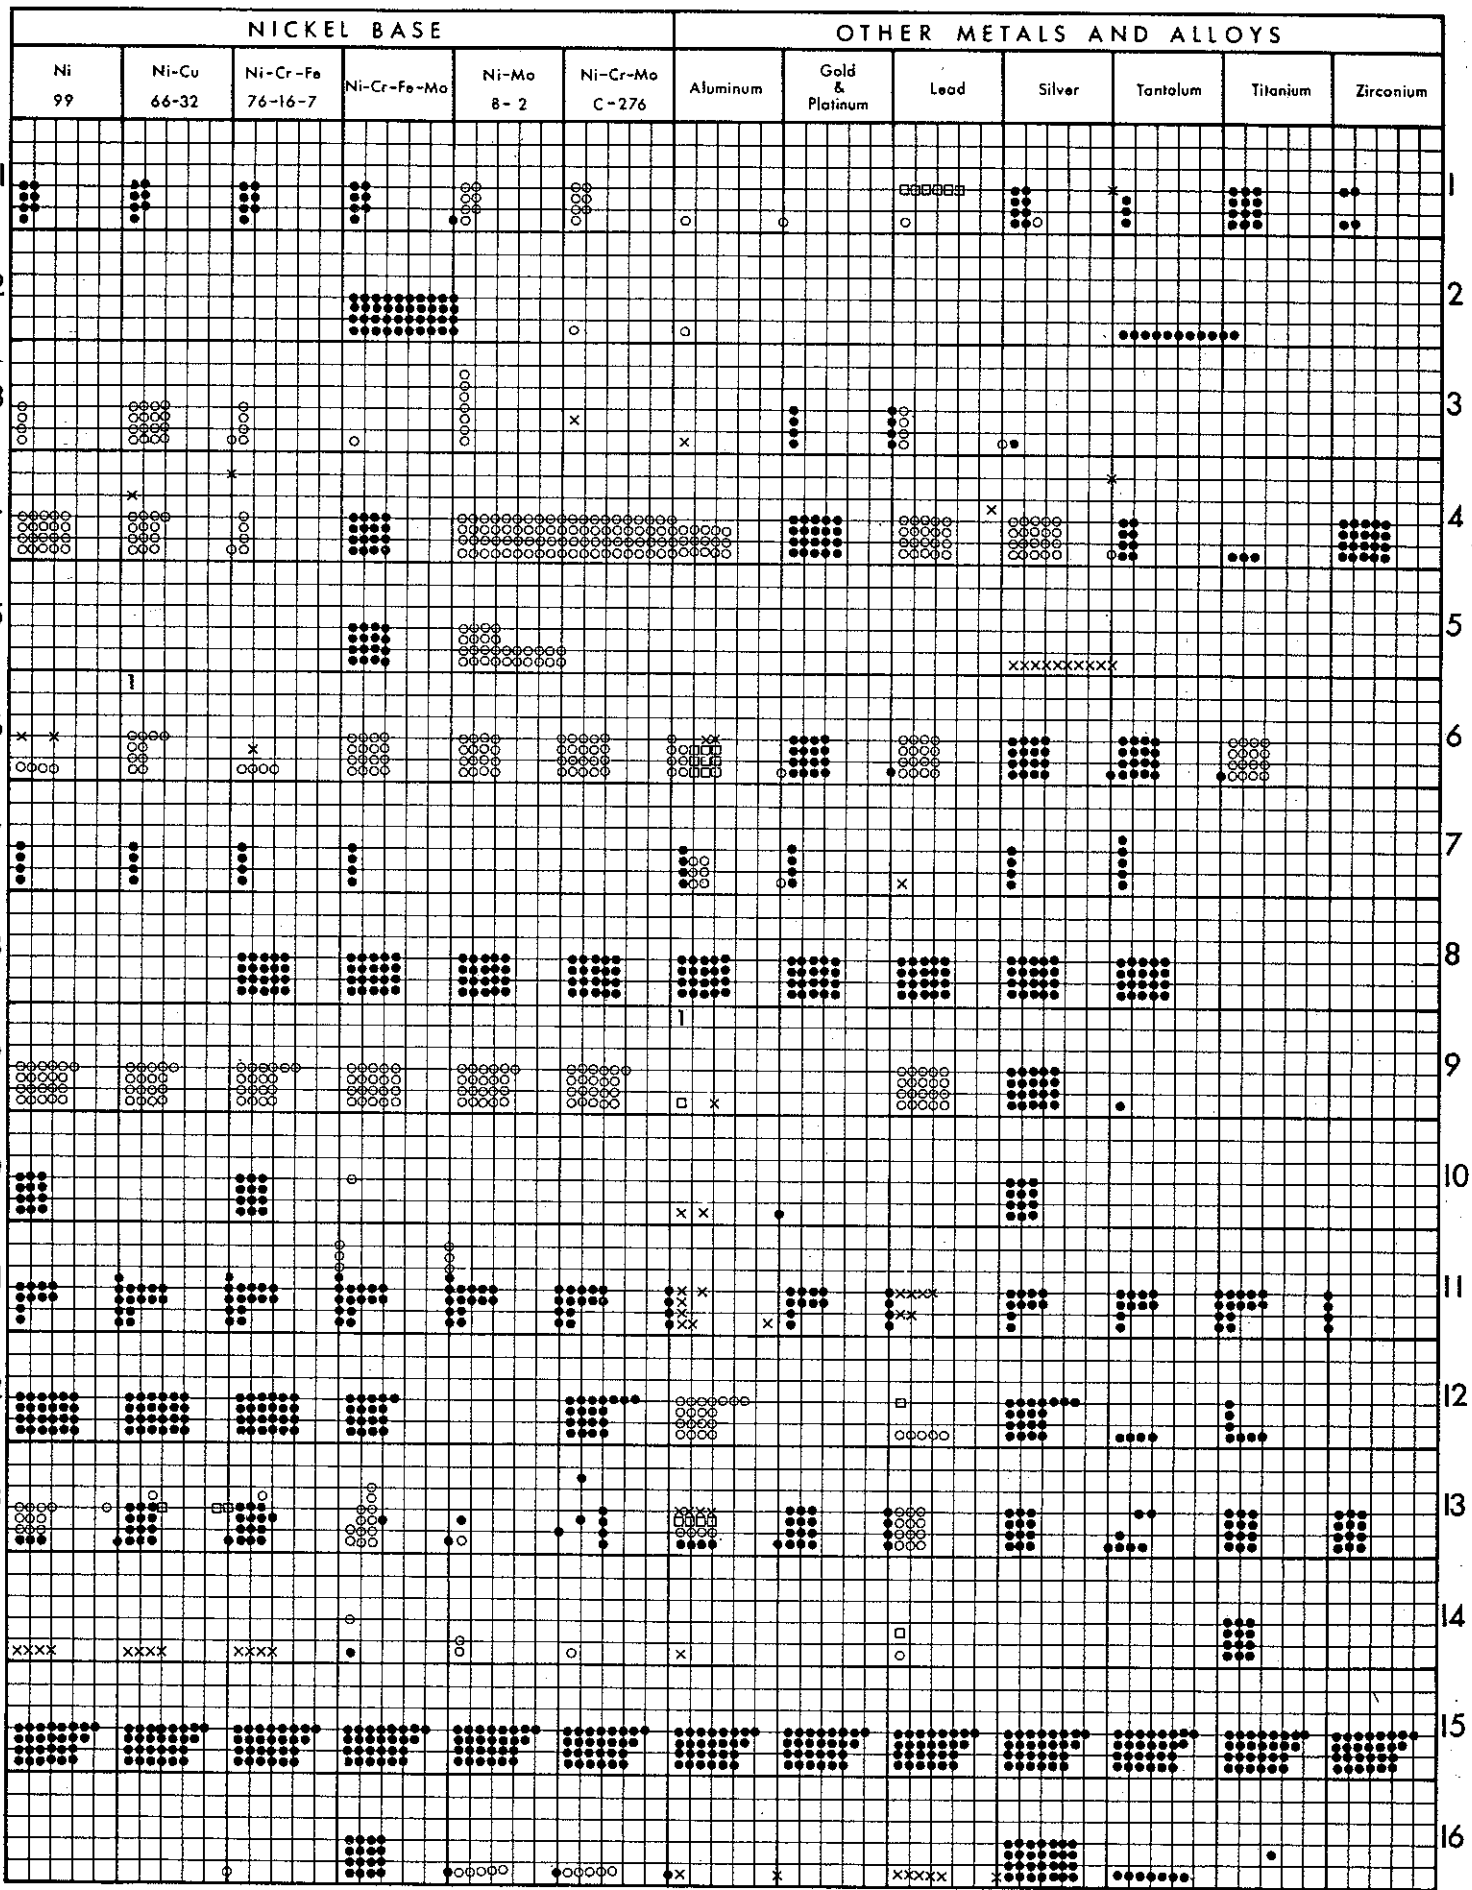 NICKEL BASE
OTHER METALS AND ALLOYS
Ni
99
Ni-Cu
66-32
Ni-Cr-Fe
76-16-7
Ni-Cr-Fe-Mo
Ni-Mo
B-2
Ni-Cr-Mo
C-276
Aluminum
Gold
&
Platinum
Lead
Silver
Tantalum
Titanium
Zirconium
1
2
3
4
5
1
6
7
8
1
9
10
11
12
13
14
15
16